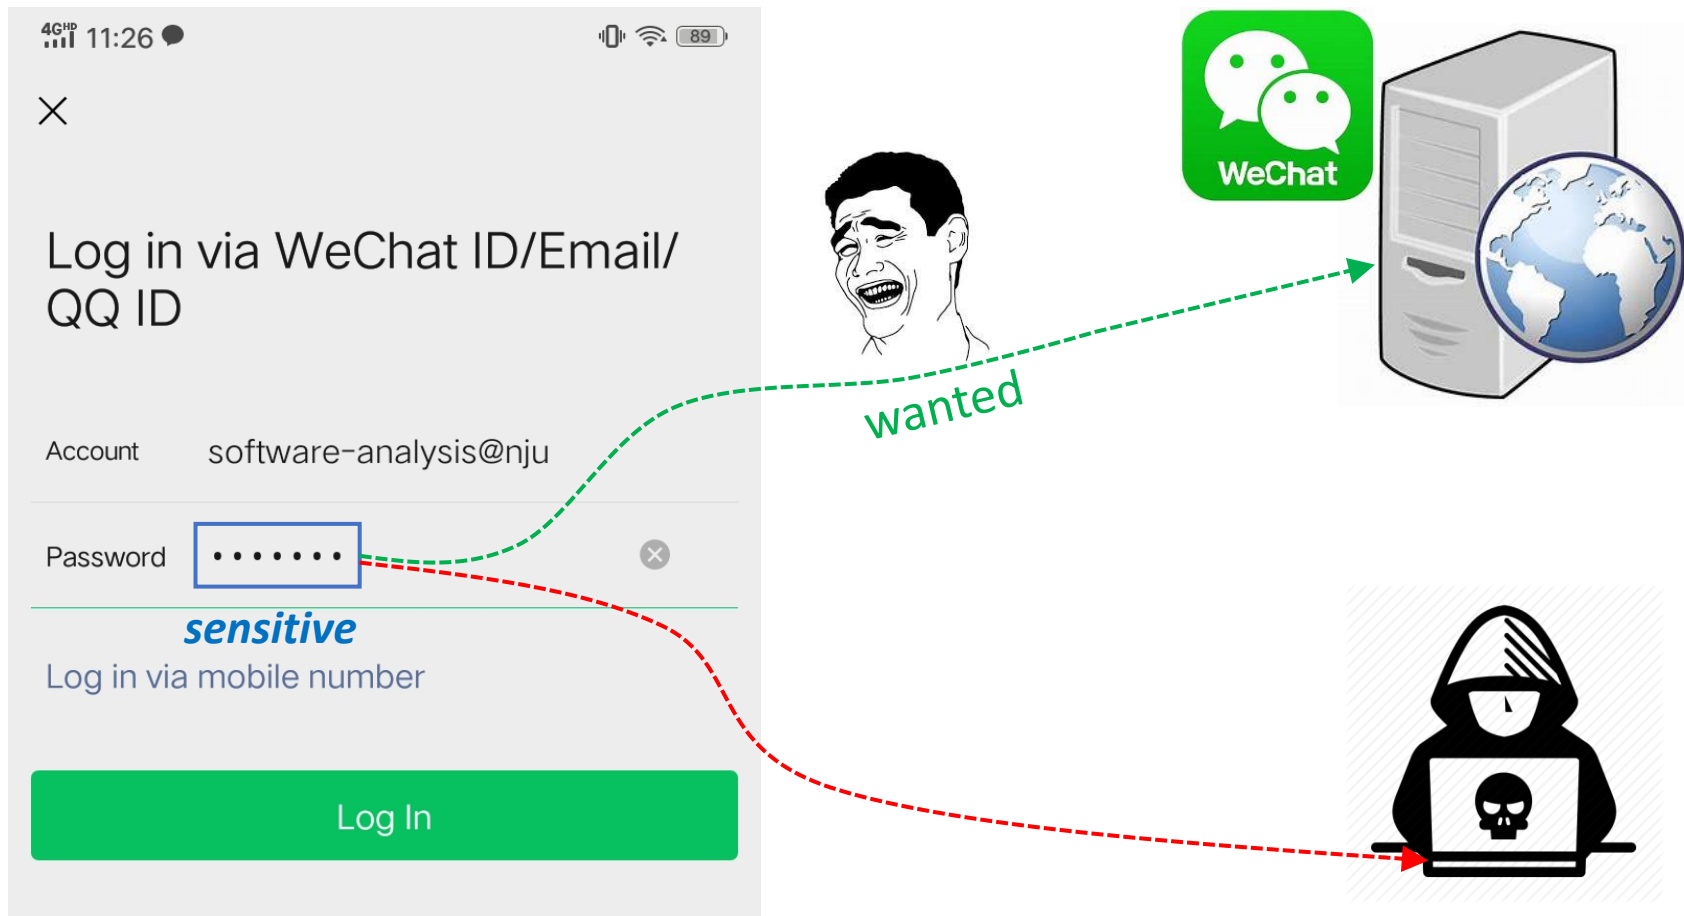 4G HD 11:26
89
WeChat
Log in via WeChat ID/Email/
QQ ID
wanted
Account software-analysis@nju
Password •••••••
sensitive
Log in via mobile number
Log In